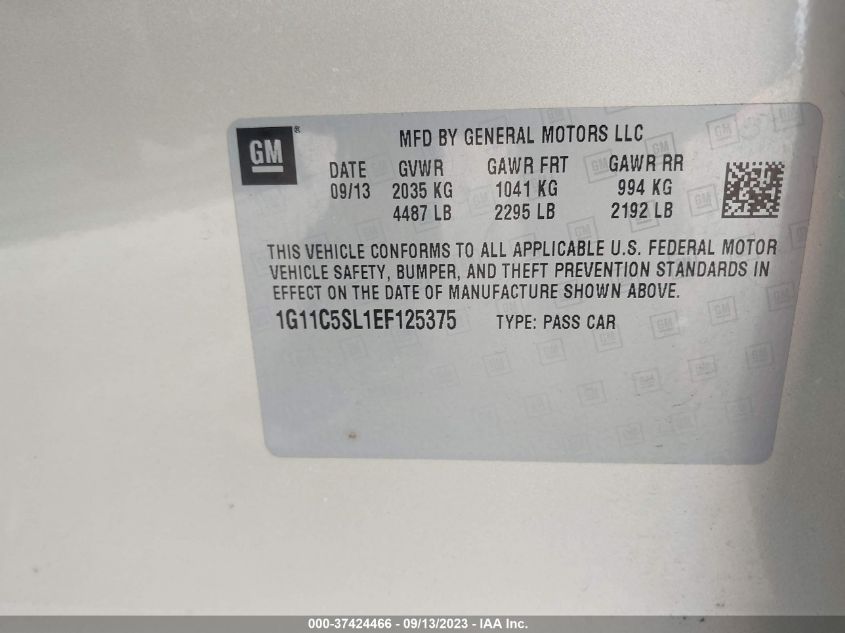 GM ®
MFD BY GENERAL MOTORS LLC
DATE GVWR GAWR FRT GAWR RR
09/13 2035 KG 1041 KG 994 KG
4487 LB 2295 LB 2192 LB
THIS VEHICLE CONFORMS TO ALL APPLICABLE U.S. FEDERAL MOTOR
VEHICLE SAFETY, BUMPER, AND THEFT PREVENTION STANDARDS IN
EFFECT ON THE DATE OF MANUFACTURE SHOWN ABOVE.
1G11C5SL1EF125375 TYPE: PASS CAR
000-37424466 - 09/13/2023 - IAA Inc.